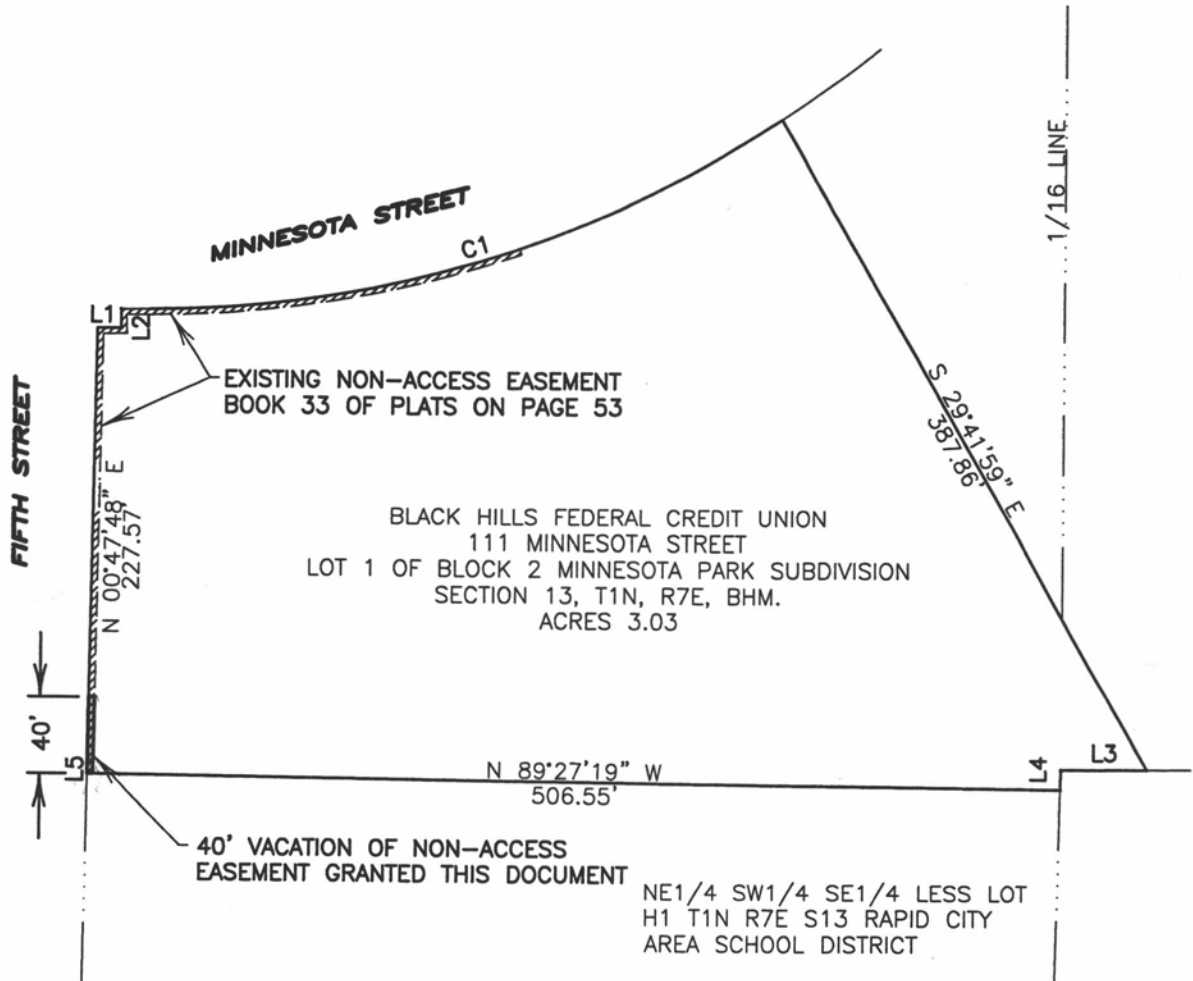 MINNESOTA STREET
1/16 LINE
C1
L1
L2
EXISTING NON-ACCESS EASEMENT
BOOK 33 OF PLATS ON PAGE 53
FIFTH STREET
N 00°47'48" E
227.57'
S 29°41'59" E
387.86'
BLACK HILLS FEDERAL CREDIT UNION
111 MINNESOTA STREET
LOT 1 OF BLOCK 2 MINNESOTA PARK SUBDIVISION
SECTION 13, T1N, R7E, BHM.
ACRES 3.03
40'
L5
N 89°27'19" W
506.55'
L4
L3
40' VACATION OF NON-ACCESS
EASEMENT GRANTED THIS DOCUMENT
NE1/4 SW1/4 SE1/4 LESS LOT
H1 T1N R7E S13 RAPID CITY
AREA SCHOOL DISTRICT